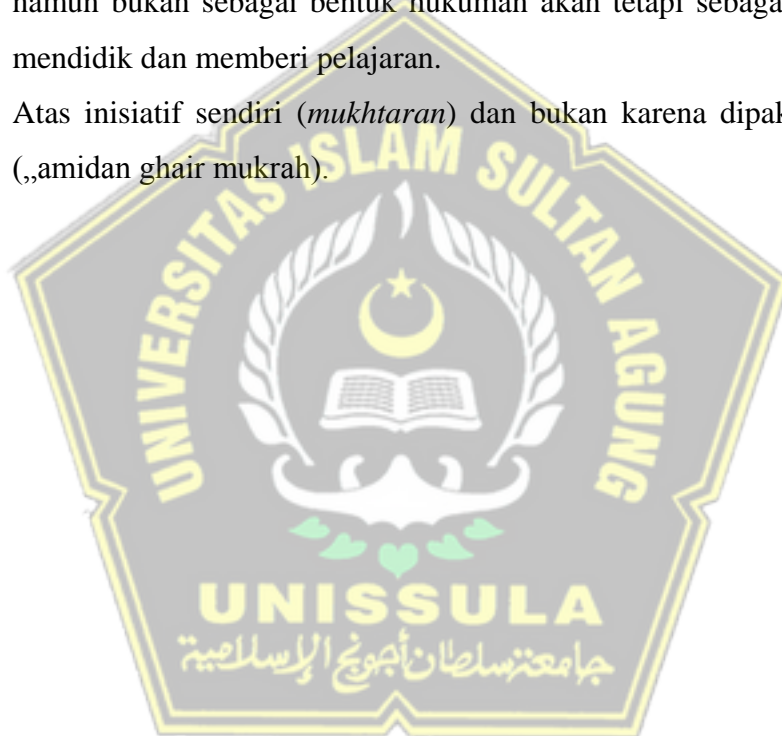 namun bukan sebagai bentuk hukuman akan tetapi sebaga
mendidik dan memberi pelajaran.
Atas inisiatif sendiri (mukhtaran) dan bukan karena dipak
(„amidan ghair mukrah).
UNIVERSITAS ISLAM SULTAN AGUNG
UNISSULA
جامعة سلطان أجونج الإسلامية